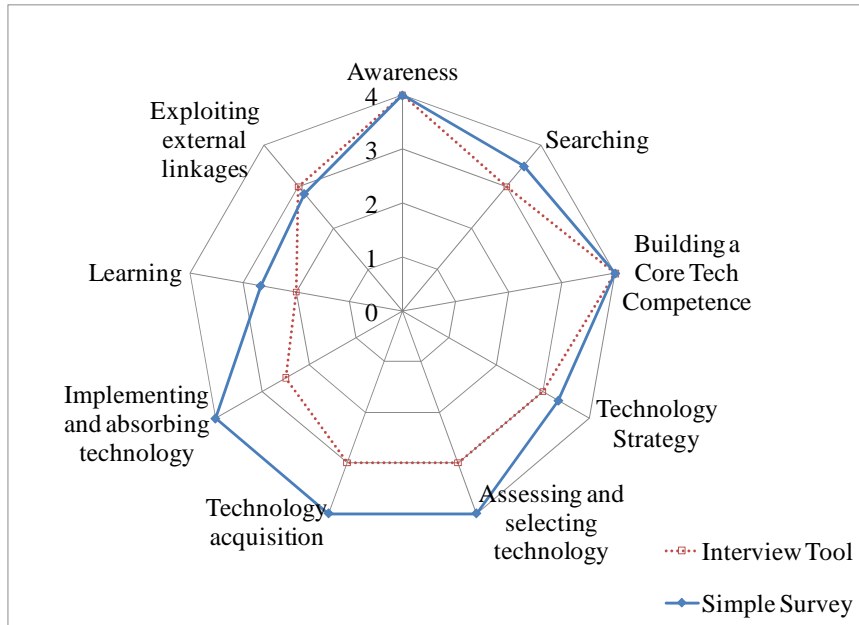 Awareness
Exploiting
external
linkages
4
Searching
3
2
Building a
Core Tech
Competence
Learning
1
0
Implementing
and absorbing
technology
Technology
Strategy
Technology
acquisition
Assessing and
selecting
technology
Interview Tool
Simple Survey